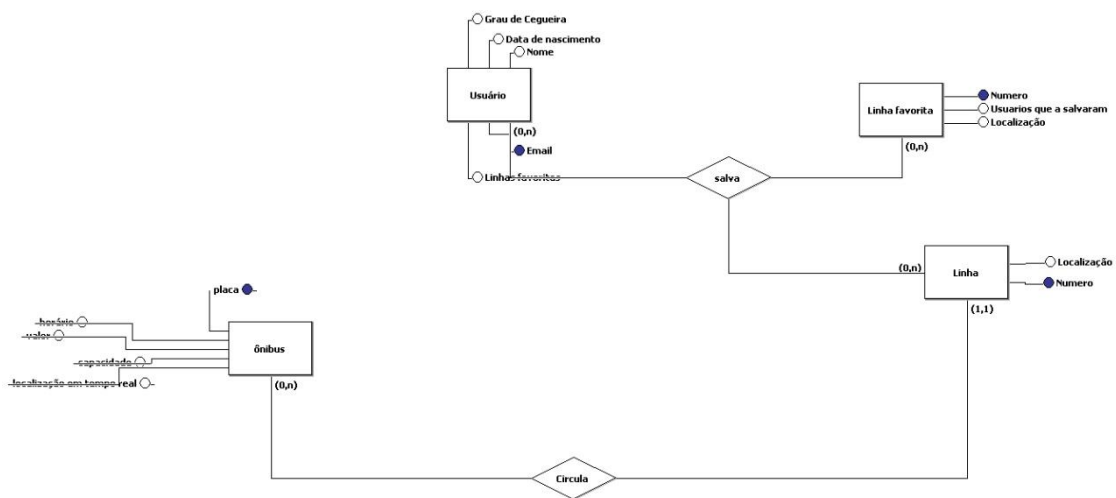 Grau de Cegueira
Data de nascimento
Nome
Usuário
(0,n)
Email
Linhas favoritas
Linha favorita
Numero
Usuarios que a salvaram
Localização
(0,n)
salva
(0,n)
Linha
Localização
Numero
(1,1)
placa
horário
valor
capacidade
localização em tempo real
ônibus
(0,n)
Circula